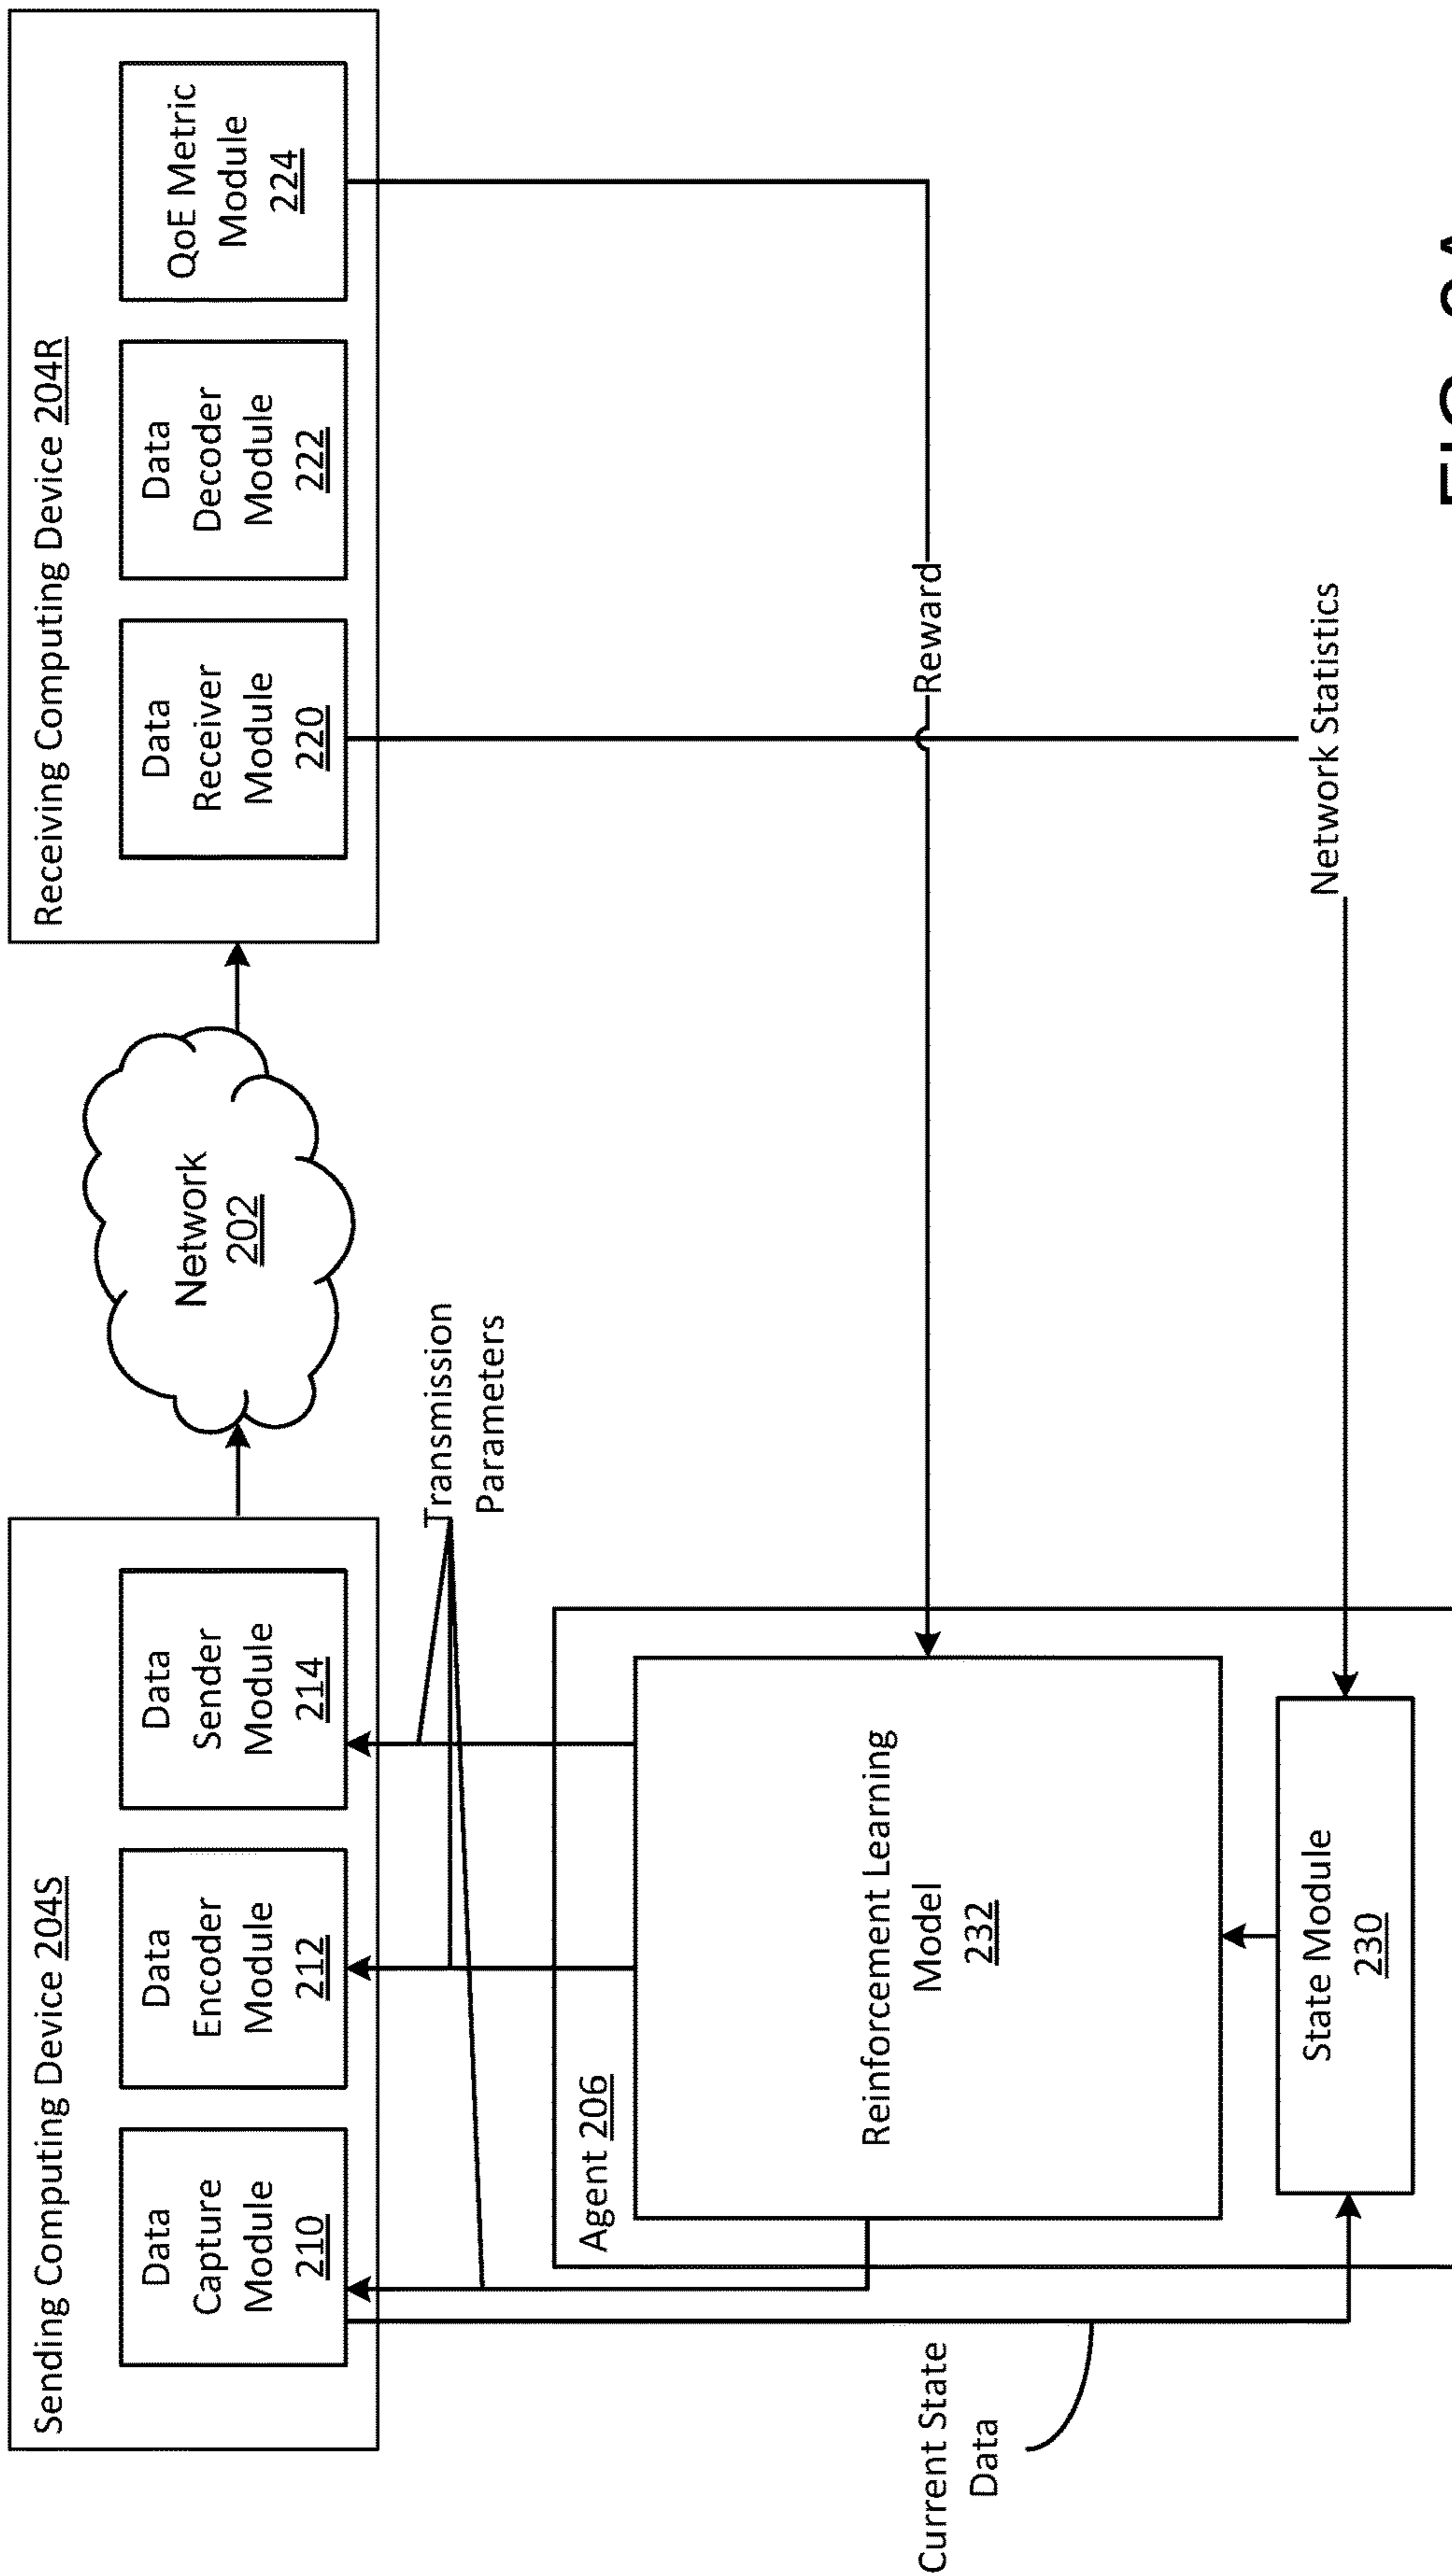 Sending Computing Device 204S
Data
Capture
Module
210
Data
Encoder
Module
212
Data
Sender
Module
214
Network
202
Receiving Computing Device 204R
Data
Receiver
Module
220
Data
Decoder
Module
222
QoE Metric
Module
224
Transmission
Parameters
Agent 206
Reinforcement Learning
Model
232
Reward
Current State
Data
State Module
230
Network Statistics